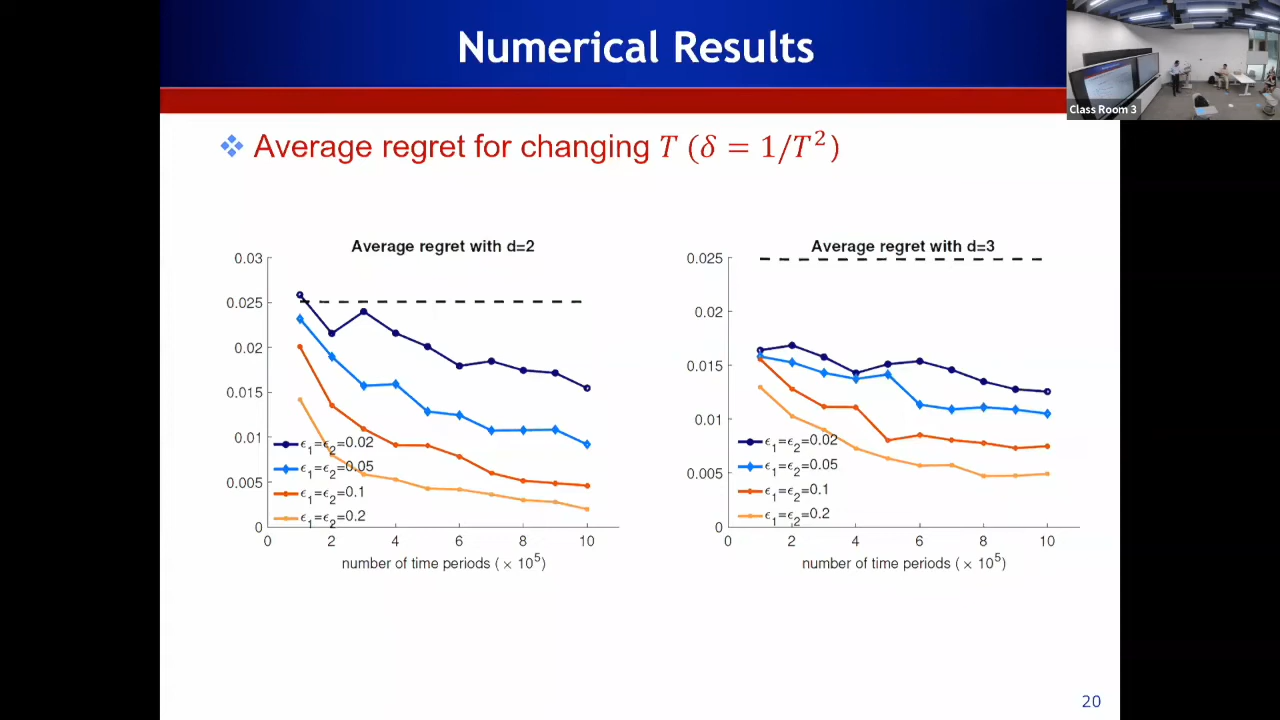 Numerical Results
Class Room 3
Average regret for changing T (δ = 1/T²)
Average regret with d=2
0.03
0.025
0.02
0.015
0.01
0.005
0
ϵ₁=ϵ₂=0.02
ϵ₁=ϵ₂=0.05
ϵ₁=ϵ₂=0.1
ϵ₁=ϵ₂=0.2
0 2 4 6 8 10
number of time periods (× 10⁵)
Average regret with d=3
0.025
0.02
0.015
0.01
0.005
0
ϵ₁=ϵ₂=0.02
ϵ₁=ϵ₂=0.05
ϵ₁=ϵ₂=0.1
ϵ₁=ϵ₂=0.2
0 2 4 6 8 10
number of time periods (× 10⁵)
20